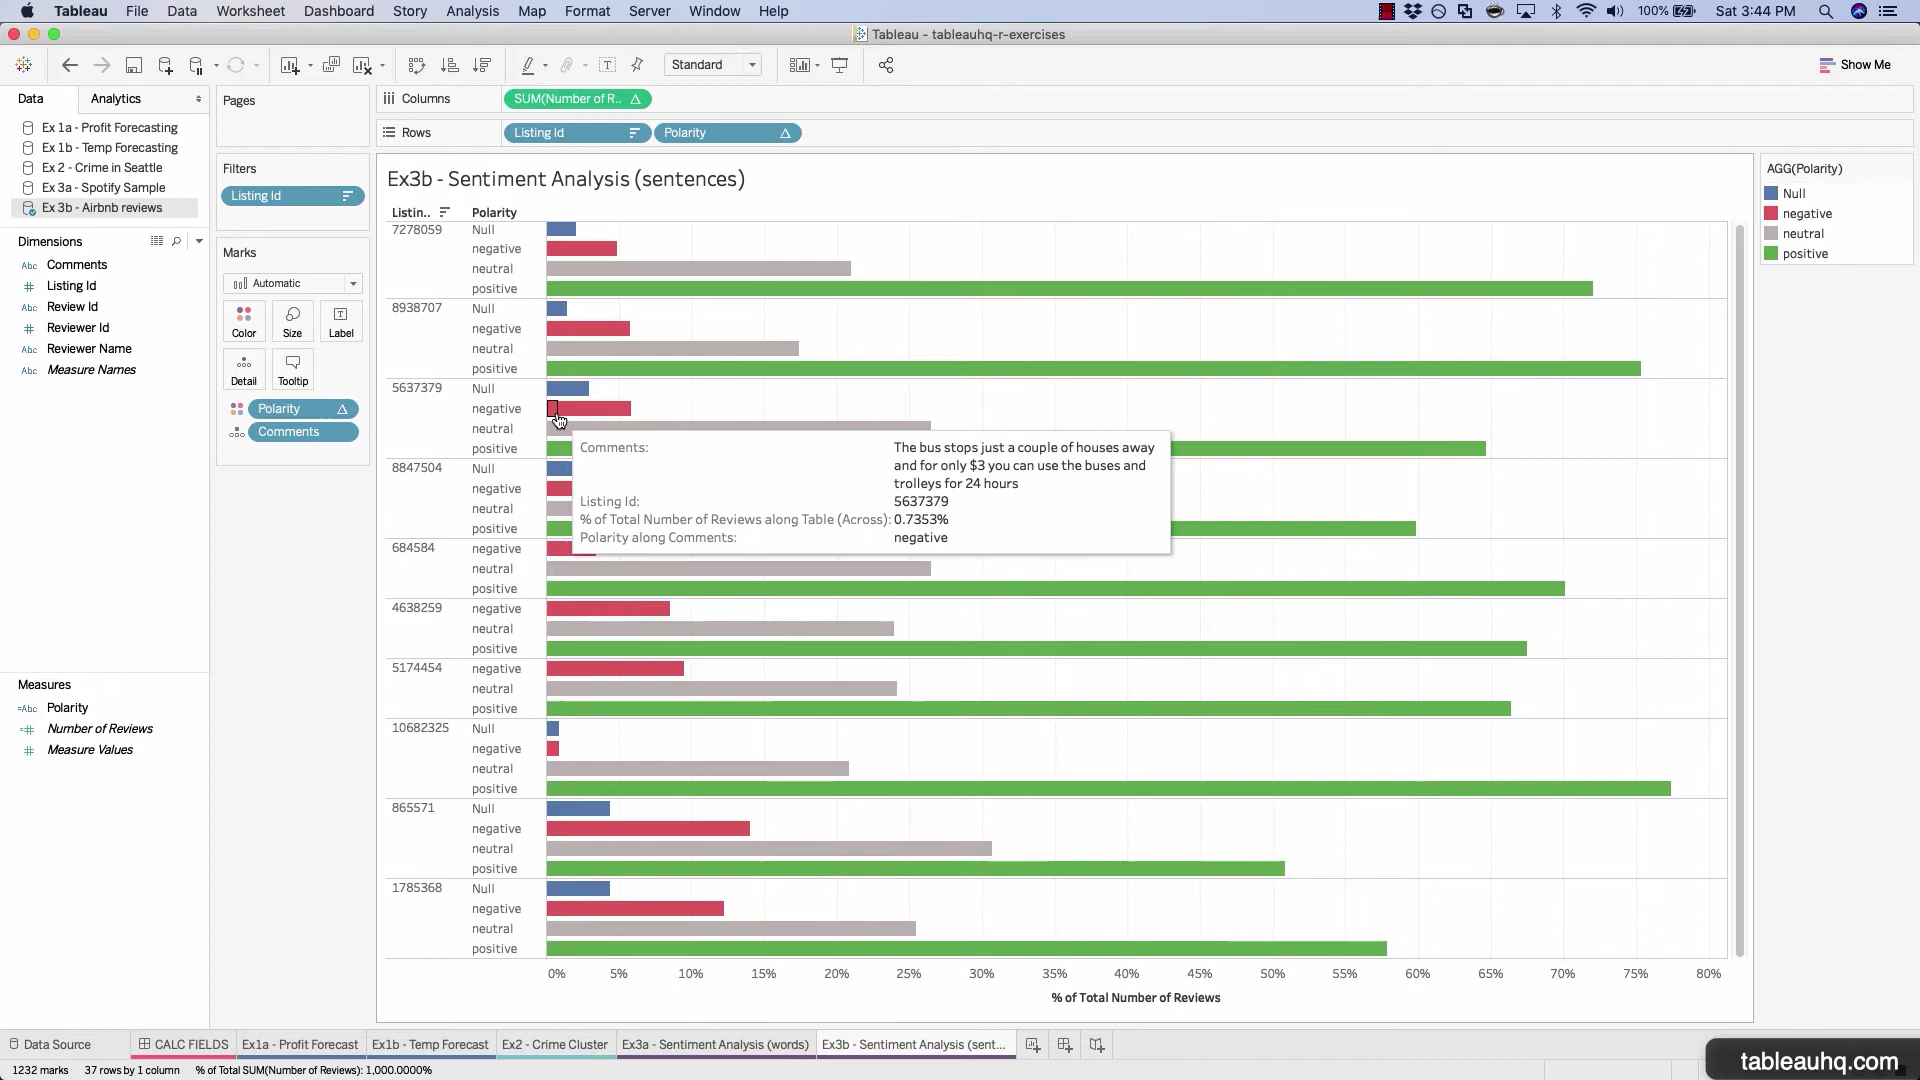 Tableau File Data Worksheet Dashboard Story Analysis Map Format Server Window Help 100% Sat 3:44 PM
Tableau - tableauhq-r-exercises
Standard Show Me
Data Analytics
Ex 1a - Profit Forecasting
Ex 1b - Temp Forecasting
Ex 2 - Crime in Seattle
Ex 3a - Spotify Sample
Ex 3b - Airbnb reviews
Dimensions
Abc Comments
# Listing Id
Abc Review Id
# Reviewer Id
Abc Reviewer Name
Abc Measure Names
Measures
=Abc Polarity
=# Number of Reviews
# Measure Values
Pages
Filters
Listing Id
Marks
Automatic
Color Size Label
Detail Tooltip
Polarity
Comments
Columns SUM(Number of R..
Rows Listing Id Polarity
Ex3b - Sentiment Analysis (sentences)
Listin.. Polarity
7278059 Null
negative
neutral
positive
8938707 Null
negative
neutral
positive
5637379 Null
negative
neutral
positive
8847504 Null
negative
neutral
positive
684584 negative
neutral
positive
4638259 negative
neutral
positive
5174454 negative
neutral
positive
10682325 Null
negative
neutral
positive
865571 Null
negative
neutral
positive
1785368 Null
negative
neutral
positive
Comments: The bus stops just a couple of houses away
and for only $3 you can use the buses and
trolleys for 24 hours
Listing Id: 5637379
% of Total Number of Reviews along Table (Across): 0.7353%
Polarity along Comments: negative
0% 5% 10% 15% 20% 25% 30% 35% 40% 45% 50% 55% 60% 65% 70% 75% 80%
% of Total Number of Reviews
AGG(Polarity)
Null
negative
neutral
positive
Data Source CALC FIELDS Ex1a - Profit Forecast Ex1b - Temp Forecast Ex2 - Crime Cluster Ex3a - Sentiment Analysis (words) Ex3b - Sentiment Analysis (sent...
1232 marks 37 rows by 1 column % of Total SUM(Number of Reviews): 1,000.0000%
tableauhq.com